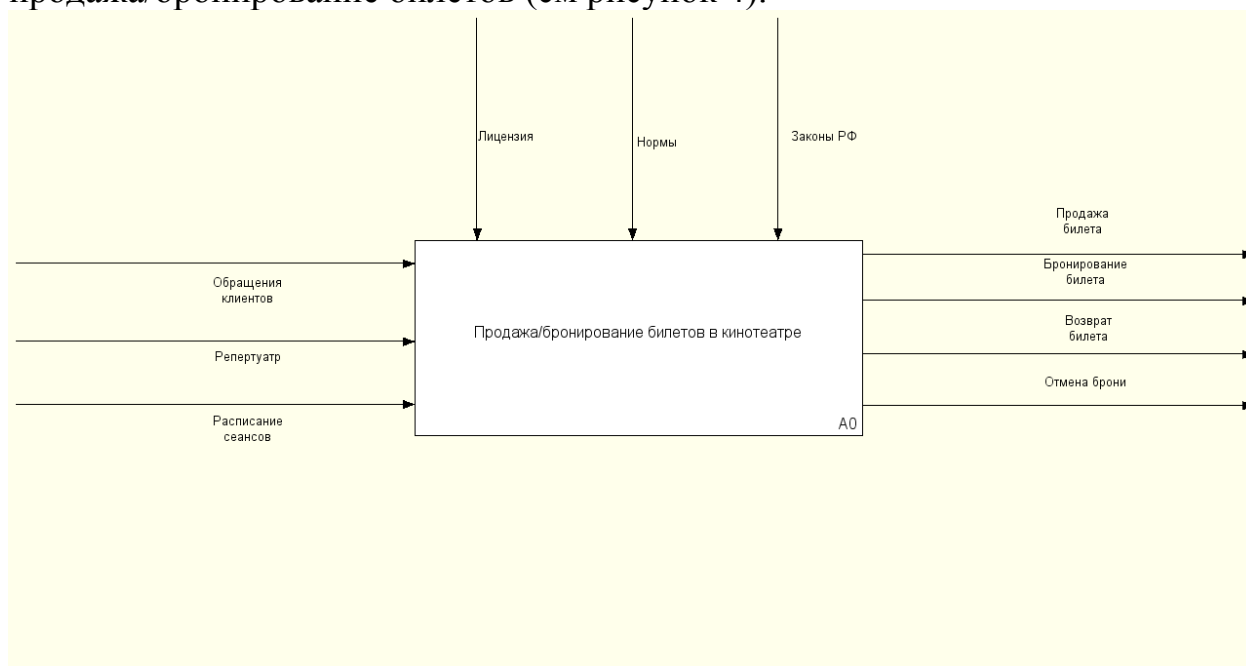 продажа/бронирование билетов (см рисунок 4).
Лицензия
Нормы
Законы РФ
Продажа
билета
Бронирование
билета
Обращения
клиентов
Возврат
билета
Продажа/бронирование билетов в кинотеатре
Репертуатр
Отмена брони
Расписание
сеансов
A0